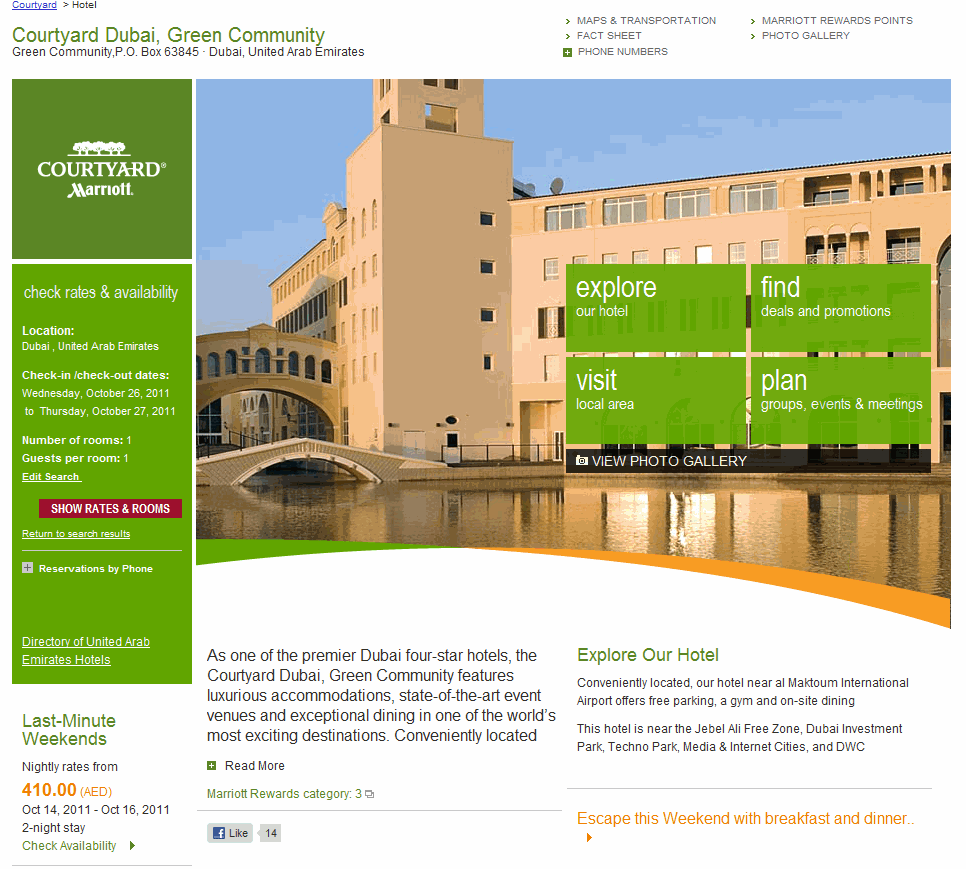 Courtyard > Hotel
Courtyard Dubai, Green Community
Green Community,P.O. Box 63845 · Dubai, United Arab Emirates
MAPS & TRANSPORTATION
FACT SHEET
PHONE NUMBERS
MARRIOTT REWARDS POINTS
PHOTO GALLERY
COURTYARD®
Marriott.
check rates & availability
Location:
Dubai , United Arab Emirates
Check-in /check-out dates:
Wednesday, October 26, 2011
to Thursday, October 27, 2011
Number of rooms: 1
Guests per room: 1
Edit Search
SHOW RATES & ROOMS
Return to search results
Reservations by Phone
Directory of United Arab
Emirates Hotels
explore
our hotel
find
deals and promotions
visit
local area
plan
groups, events & meetings
VIEW PHOTO GALLERY
Last-Minute
Weekends
Nightly rates from
410.00 (AED)
Oct 14, 2011 - Oct 16, 2011
2-night stay
Check Availability
As one of the premier Dubai four-star hotels, the
Courtyard Dubai, Green Community features
luxurious accommodations, state-of-the-art event
venues and exceptional dining in one of the world's
most exciting destinations. Conveniently located
Read More
Marriott Rewards category: 3
Like 14
Explore Our Hotel
Conveniently located, our hotel near al Maktoum International
Airport offers free parking, a gym and on-site dining
This hotel is near the Jebel Ali Free Zone, Dubai Investment
Park, Techno Park, Media & Internet Cities, and DWC
Escape this Weekend with breakfast and dinner..